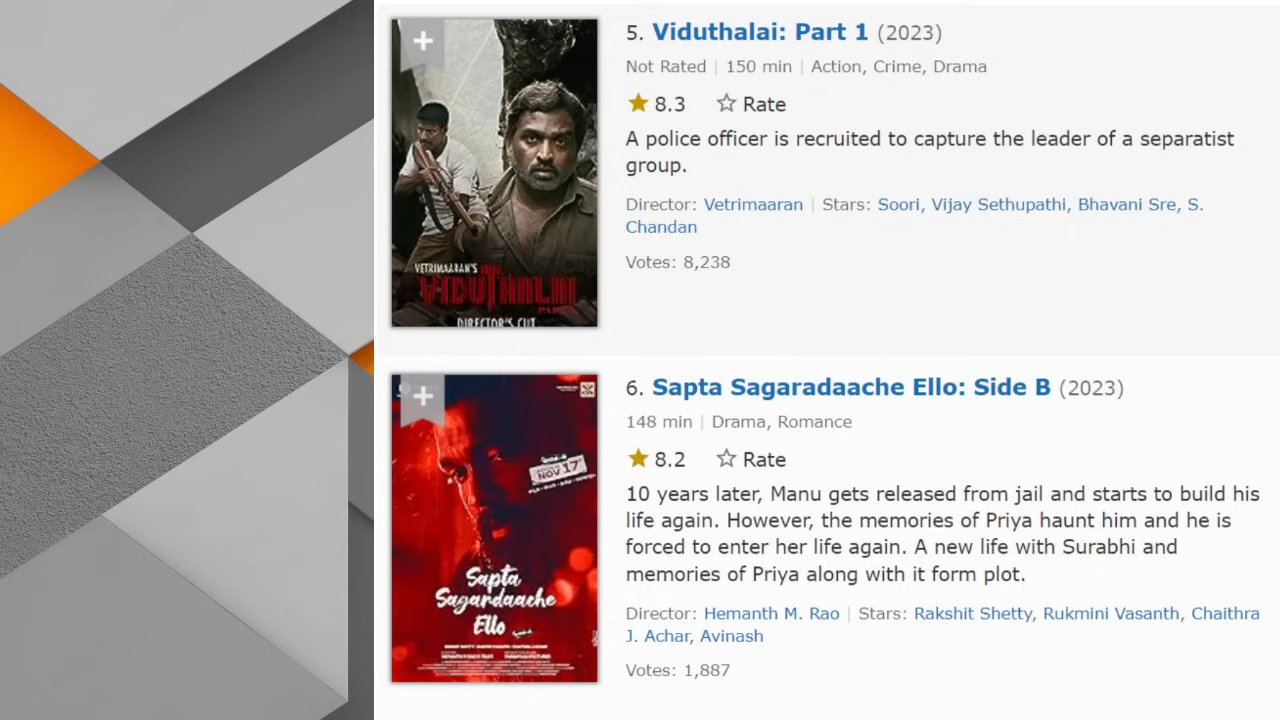 5. Viduthalai: Part 1 (2023)
Not Rated | 150 min | Action, Crime, Drama
8.3 Rate
A police officer is recruited to capture the leader of a separatist
group.
Director: Vetrimaaran | Stars: Soori, Vijay Sethupathi, Bhavani Sre, S.
Chandan
Votes: 8,238
VETRIMAARAN'S
VIDUTHALAI
DIRECTOR'S CUT
6. Sapta Sagaradaache Ello: Side B (2023)
148 min | Drama, Romance
8.2 Rate
10 years later, Manu gets released from jail and starts to build his
life again. However, the memories of Priya haunt him and he is
forced to enter her life again. A new life with Surabhi and
memories of Priya along with it form plot.
Director: Hemanth M. Rao | Stars: Rakshit Shetty, Rukmini Vasanth, Chaithra
J. Achar, Avinash
Votes: 1,887
NOV 17
Sapta
Sagardaache
Ello